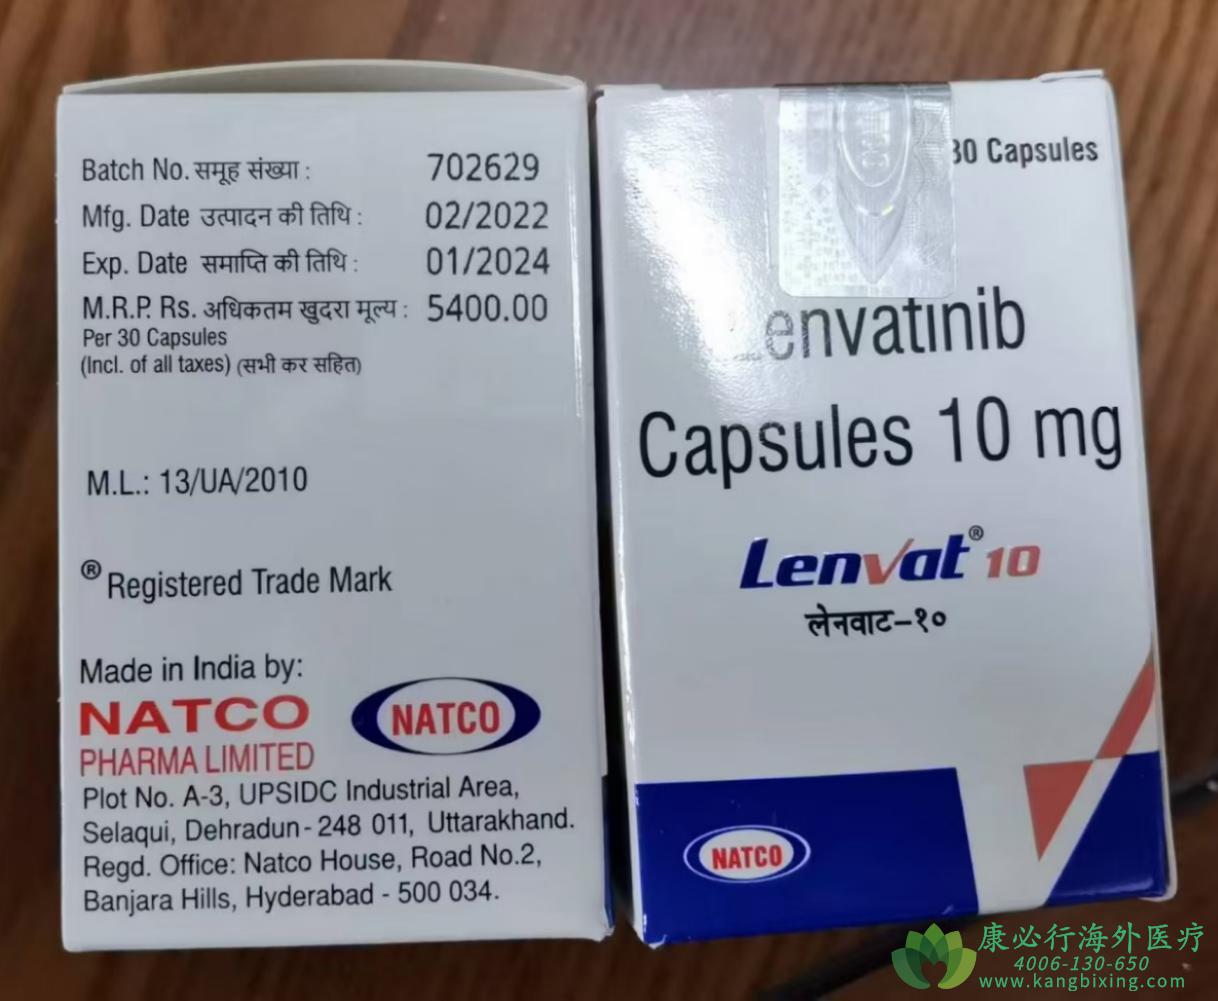 Batch No. समूह संख्या : 702629
Mfg. Date उत्पादन की तिथि : 02/2022
Exp. Date समाप्ति की तिथि : 01/2024
M.R.P. Rs. अधिकतम खुदरा मूल्य : 5400.00
Per 30 Capsules
(Incl. of all taxes) (सभी कर सहित)
M.L.: 13/UA/2010
® Registered Trade Mark
Made in India by:
NATCO
PHARMA LIMITED
NATCO
Plot No. A-3, UPSIDC Industrial Area,
Selaqui, Dehradun - 248 011, Uttarakhand.
Regd. Office: Natco House, Road No.2,
Banjara Hills, Hyderabad - 500 034.
30 Capsules
Lenvatinib
Capsules 10 mg
Lenvat® 10
लेनवाट-१०
NATCO
康必行海外医疗
4006-130-650
www.kangbixing.com